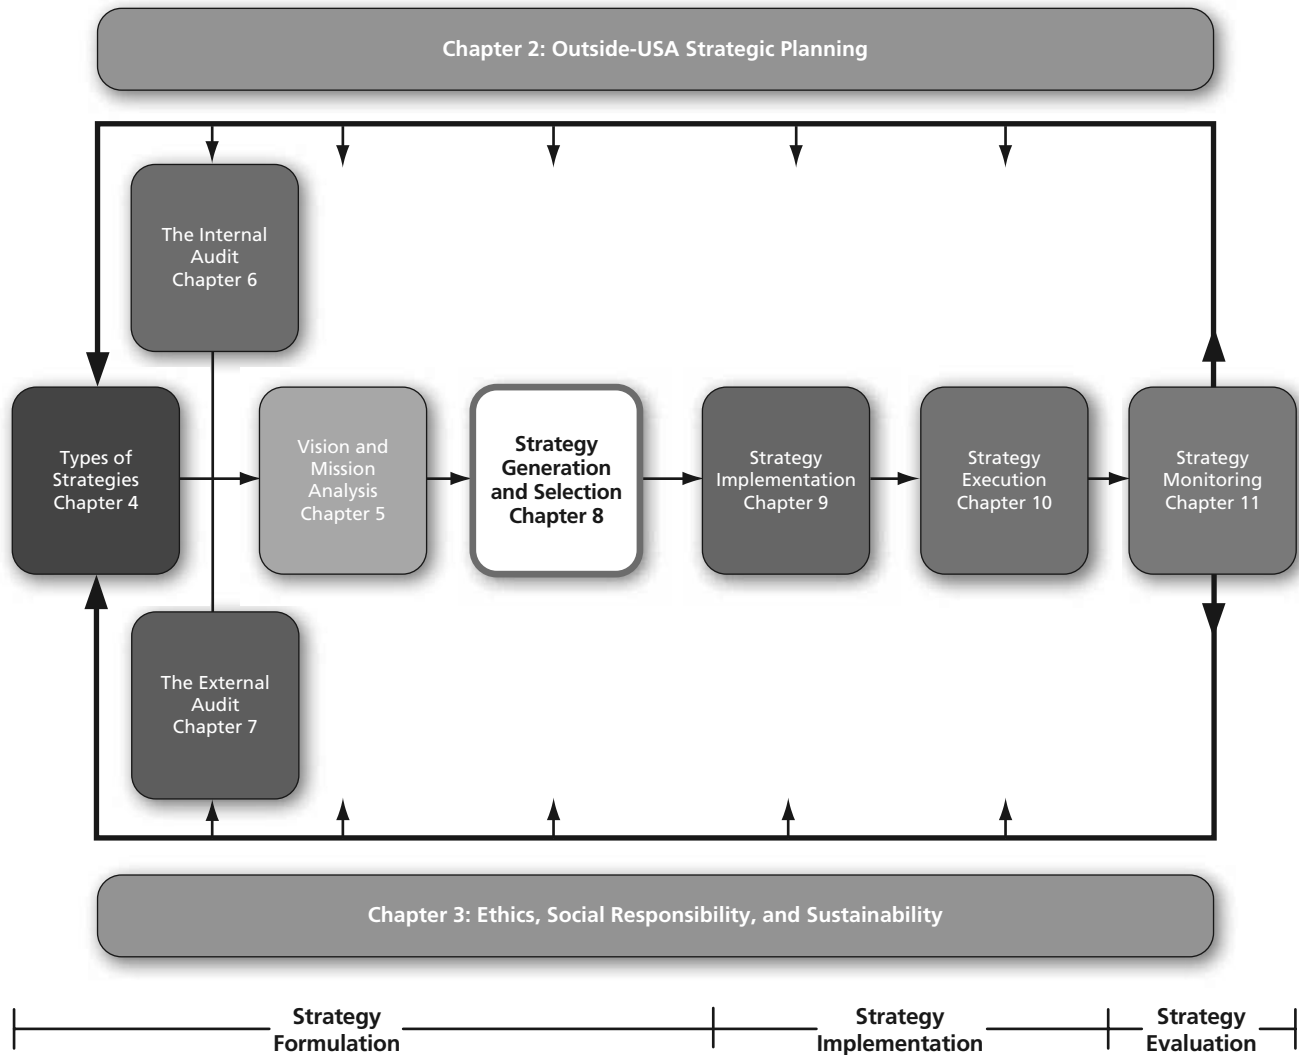 Chapter 2: Outside-USA Strategic Planning
The Internal
Audit
Chapter 6
Types of
Strategies
Chapter 4
Vision and
Mission
Analysis
Chapter 5
Strategy
Generation
and Selection
Chapter 8
Strategy
Implementation
Chapter 9
Strategy
Execution
Chapter 10
Strategy
Monitoring
Chapter 11
The External
Audit
Chapter 7
Chapter 3: Ethics, Social Responsibility, and Sustainability
Strategy
Formulation
Strategy
Implementation
Strategy
Evaluation